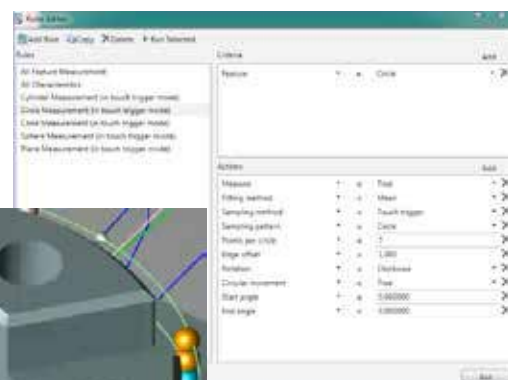 Rules Editor
Add Rule Copy Delete Run Selected
Rules
All Feature Measurement
All Characteristics
Cylinder Measurement (in touch trigger mode)
Circle Measurement (in touch trigger mode)
Cone Measurement (in touch trigger mode)
Sphere Measurement (in touch trigger mode)
Plane Measurement (in touch trigger mode)
Criteria
Add
Feature = Circle
Actions
Add
Measure = True
Fitting method = Mean
Sampling method = Touch trigger
Sampling pattern = Circle
Points per circle = 7
Edge offset = 1.000
Rotation =
Circular movement = True
Start angle = 0.000000
End angle =